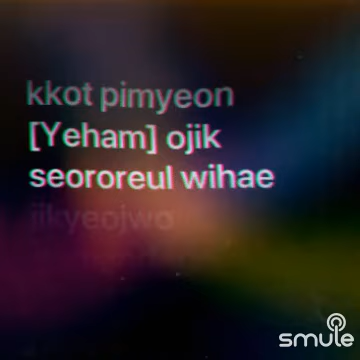 kkot pimyeon
[Yeham] ojik
seororeul wihae
jikyeojwo
smule